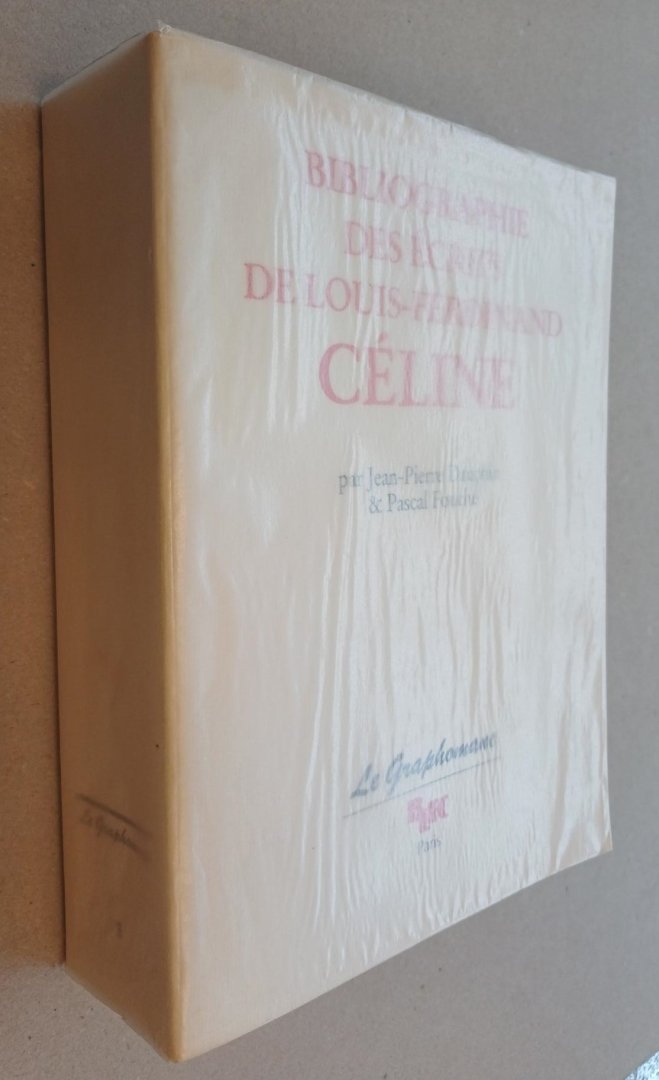 BIBLIOGRAPHIE
DES ÉCRITS
DE LOUIS-FERDINAND
CÉLINE
par Jean-Pierre Dauphin
& Pascal Fouché
Le Graphomane
Paris